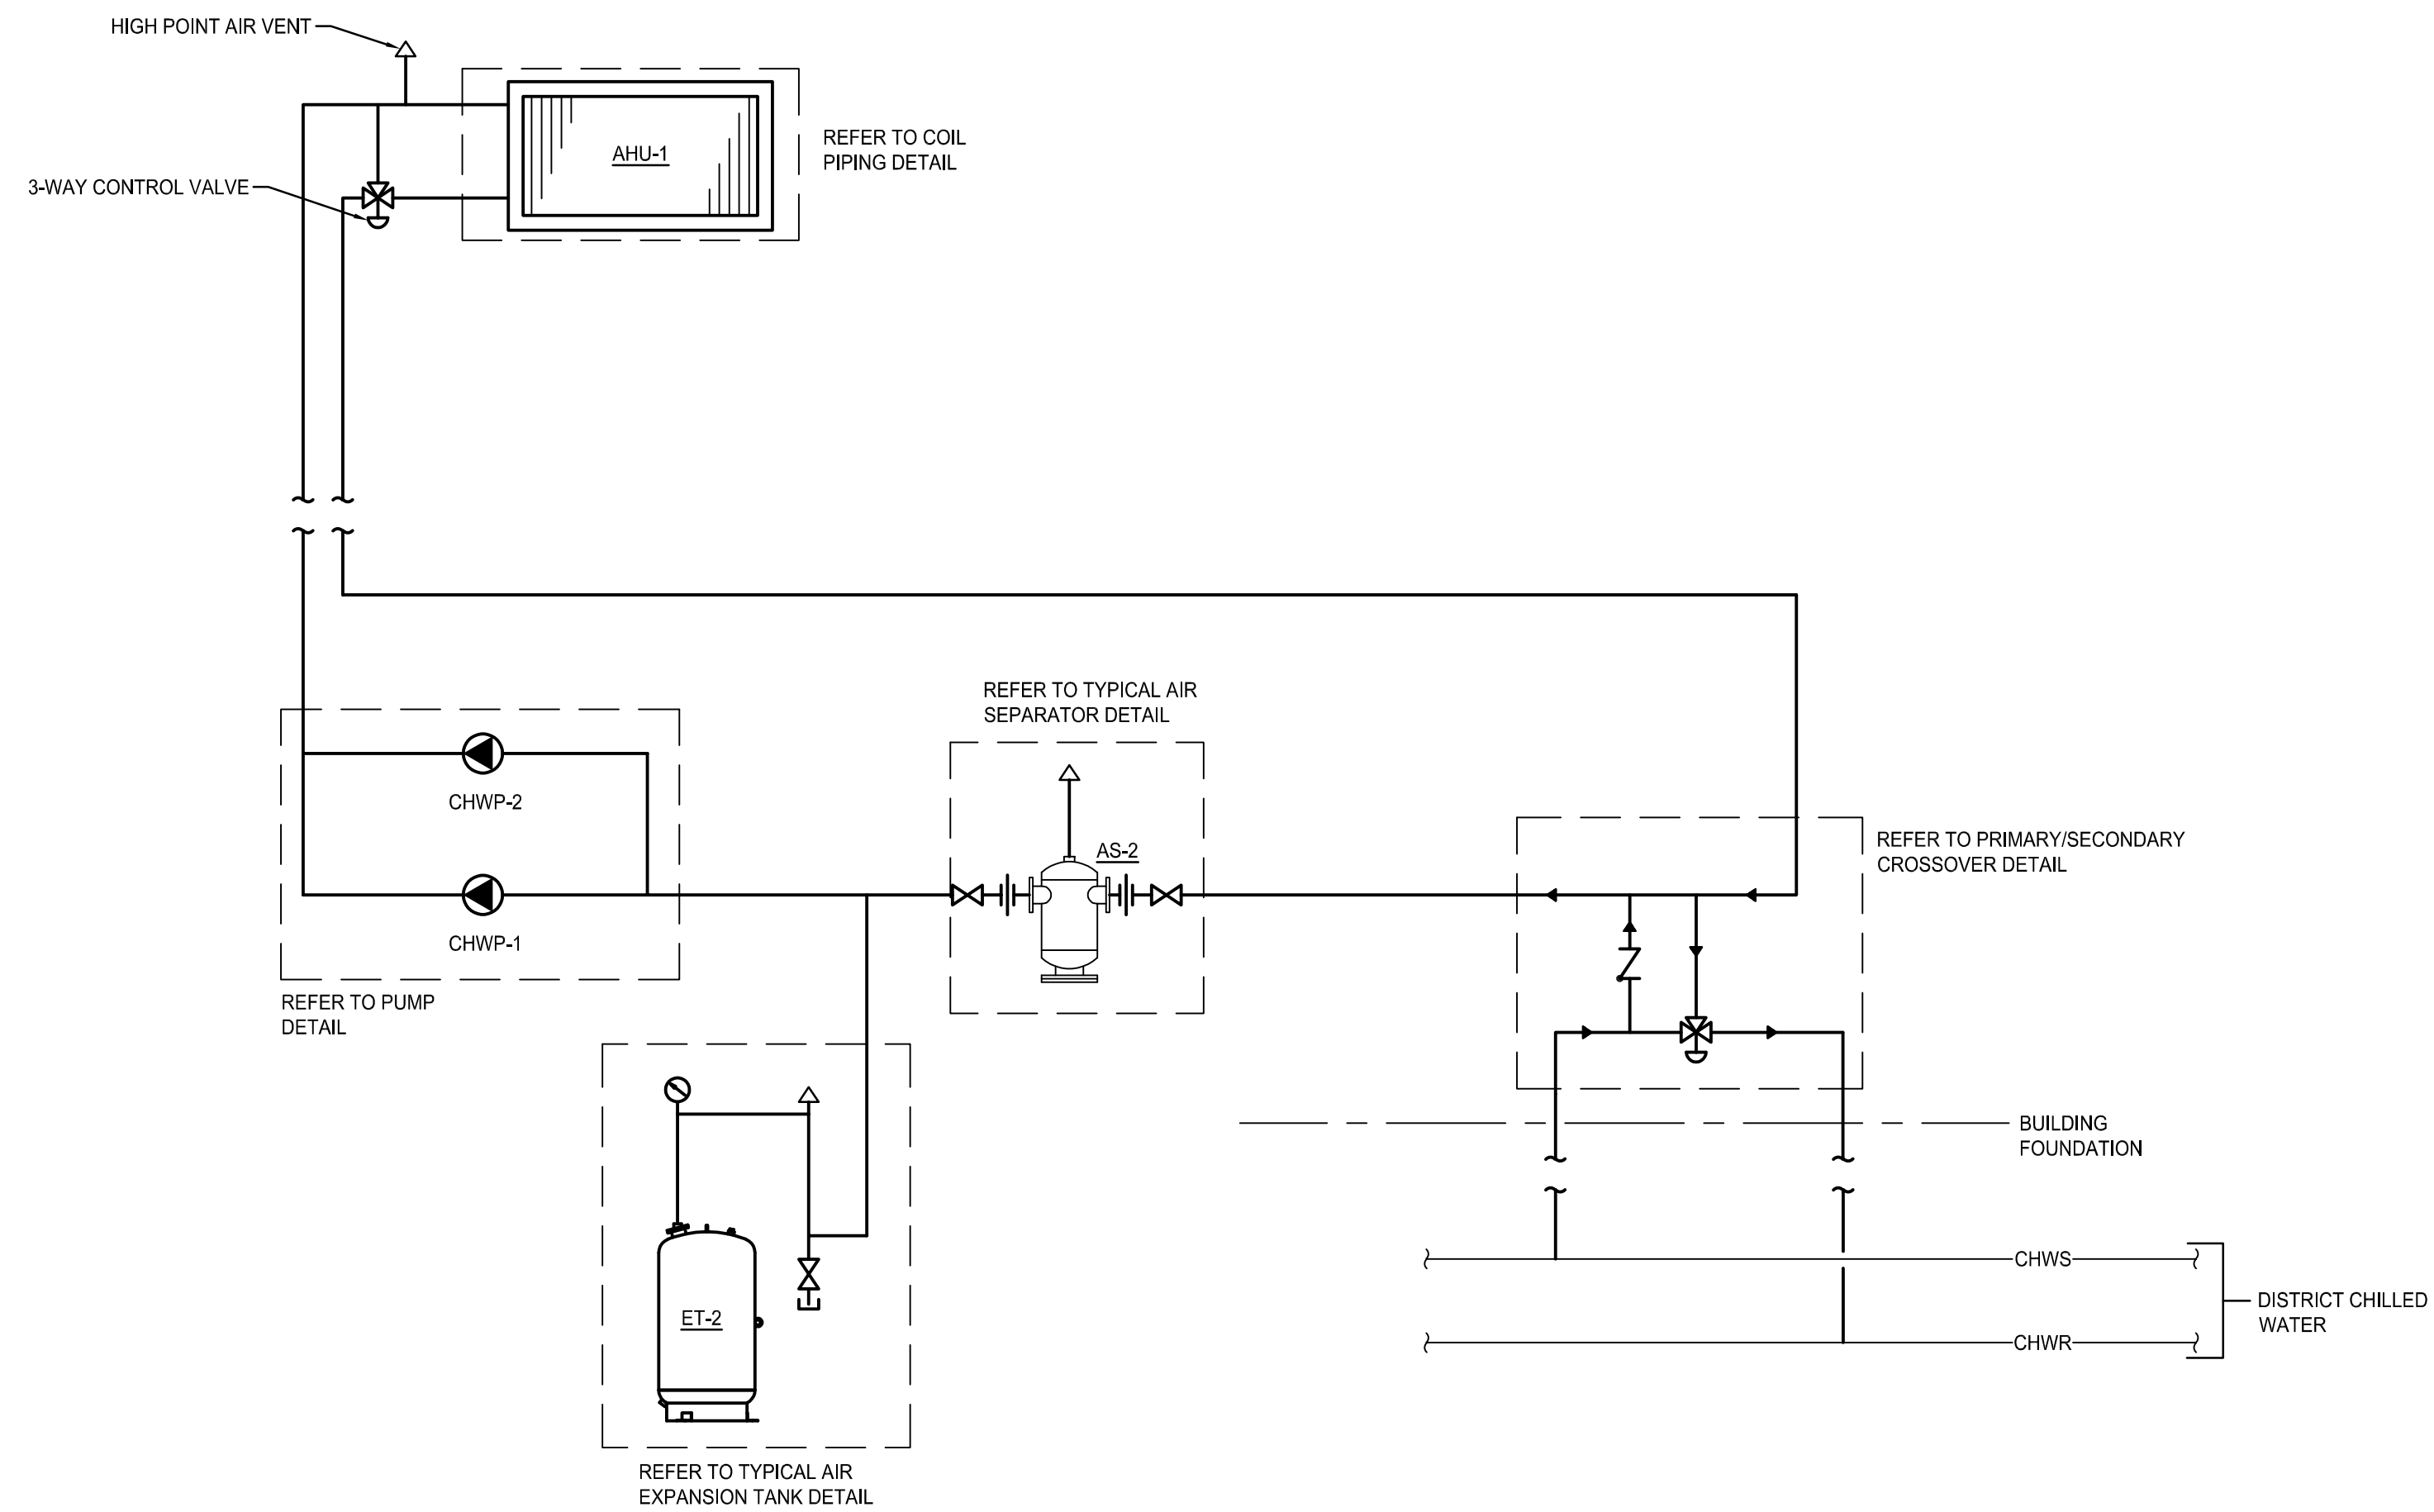 HIGH POINT AIR VENT
AHU-1
REFER TO COIL
PIPING DETAIL
3-WAY CONTROL VALVE
REFER TO TYPICAL AIR
SEPARATOR DETAIL
CHWP-2
AS-2
REFER TO PRIMARY/SECONDARY
CROSSOVER DETAIL
CHWP-1
REFER TO PUMP
DETAIL
BUILDING
FOUNDATION
CHWS
ET-2
DISTRICT CHILLED
WATER
CHWR
REFER TO TYPICAL AIR
EXPANSION TANK DETAIL